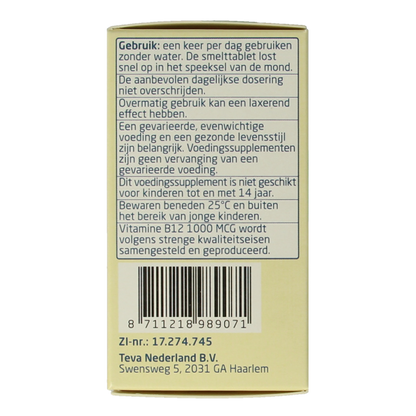 Gebruik: een keer per dag gebruiken
zonder water. De smelttablet lost
snel op in het speeksel van de mond.
De aanbevolen dagelijkse dosering
niet overschrijden.
Overmatig gebruik kan een laxerend
effect hebben.
Een gevarieerde, evenwichtige
voeding en een gezonde levensstijl
zijn belangrijk. Voedingssupplementen
zijn geen vervanging van een
gevarieerde voeding.
Dit voedingssupplement is niet geschikt
voor kinderen tot en met 14 jaar.
Bewaren beneden 25°C en buiten
het bereik van jonge kinderen.
Vitamine B12 1000 MCG wordt
volgens strenge kwaliteitseisen
samengesteld en geproduceerd.
8 711218 989071
ZI-nr.: 17.274.745
Teva Nederland B.V.
Swensweg 5, 2031 GA Haarlem